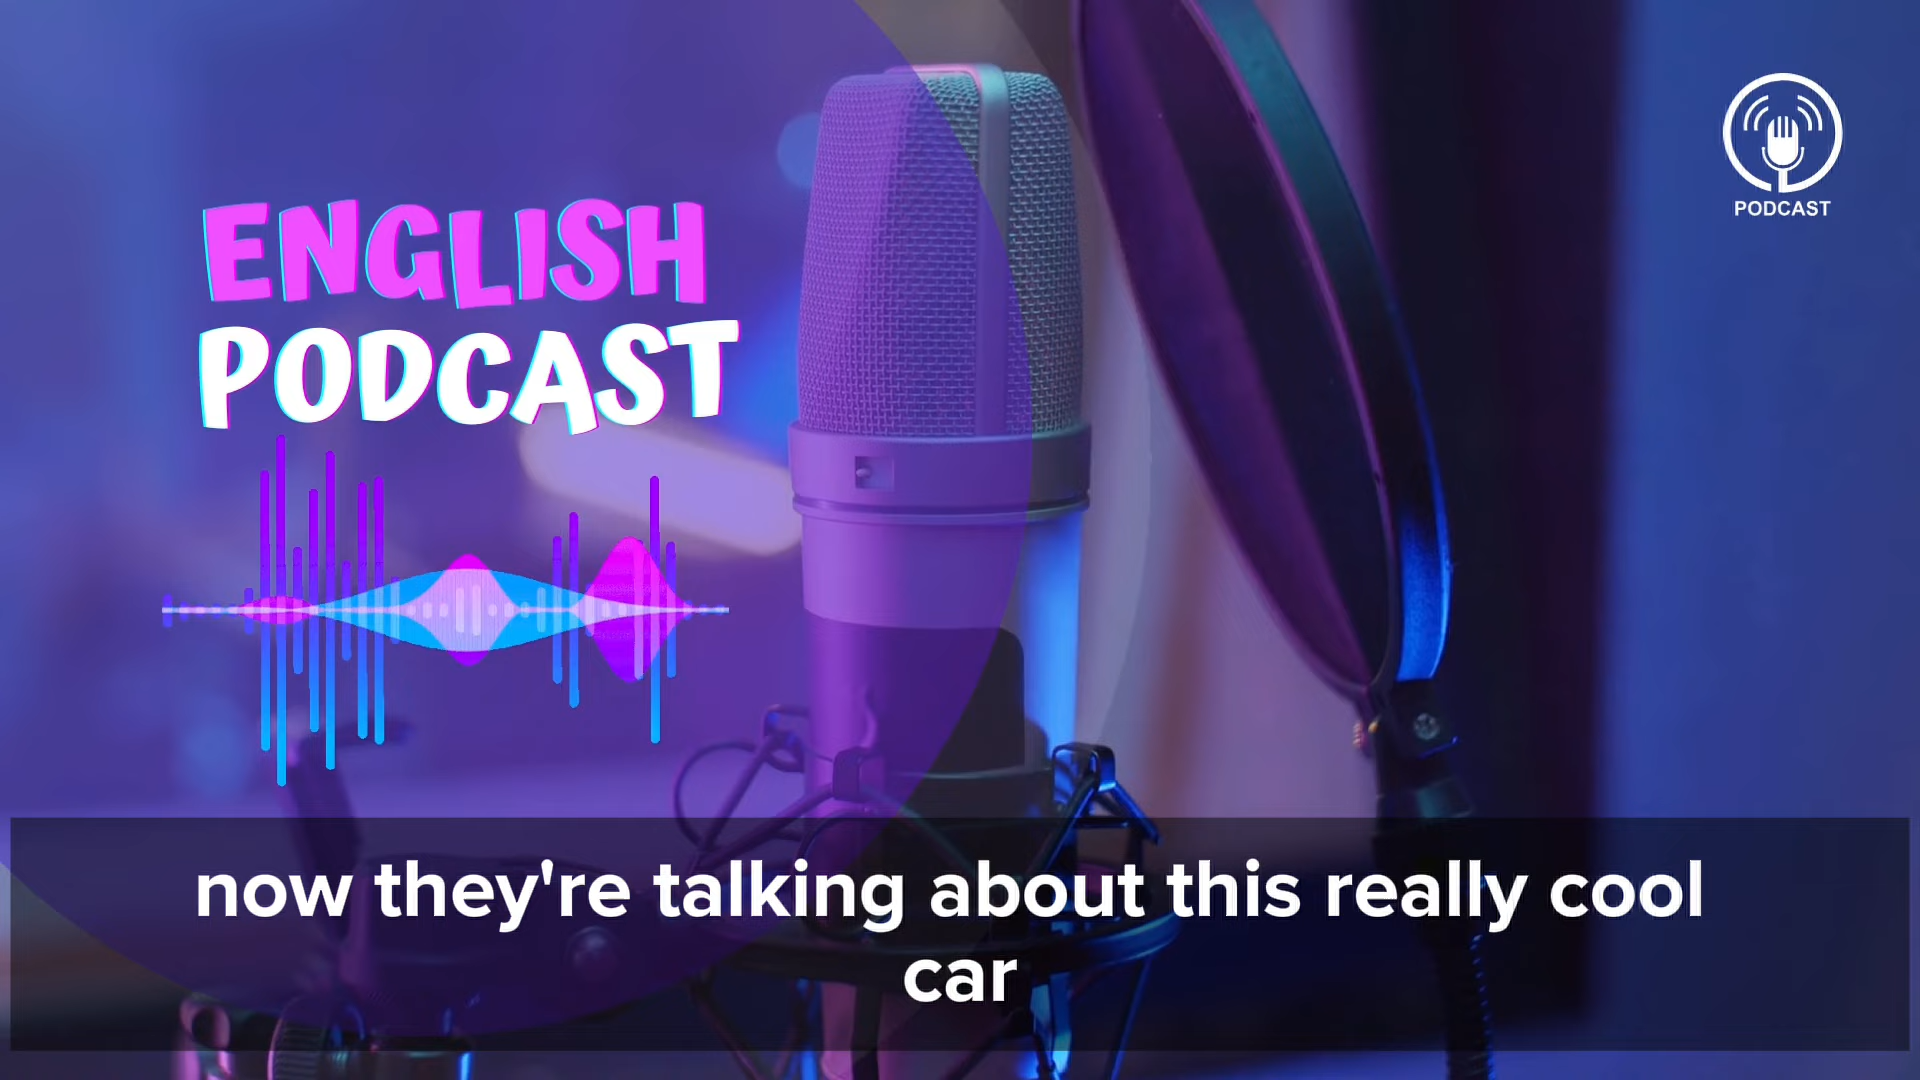 ENGLISH
PODCAST
PODCAST
now they're talking about this really cool
car